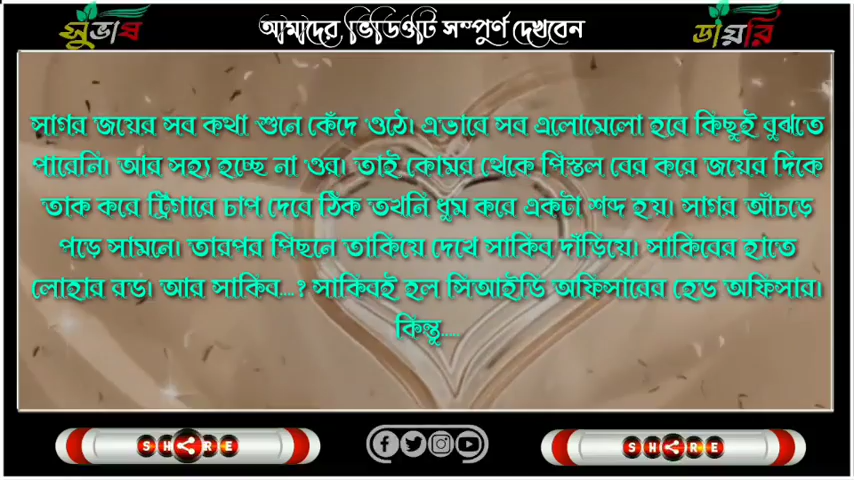 সুভাষ
আমাদের ভিডিওটি সম্পুর্ণ দেখবেন
ডায়রি
সাগর জয়ের সব কথা শুনে কেঁদে ওঠে। এভাবে সব এলোমেলো হবে কিছুই বুঝতে
পারেনি। আর সহ্য হচ্ছে না ওর। তাই কোমর থেকে পিস্তল বের করে জয়ের দিকে
তাক করে ট্রিগারে চাপ দেবে ঠিক তখনি ধুম করে একটা শব্দ হয়। সাগর আঁচড়ে
পড়ে সামনে। তারপর পিছনে তাকিয়ে দেখে সাকিব দাঁড়িয়ে। সাকিবের হাতে
লোহার রড। আর সাকিব....? সাকিবই হল সিআইডি অফিসারের হেড অফিসার।
কিন্তু.....
SHARE
SHARE